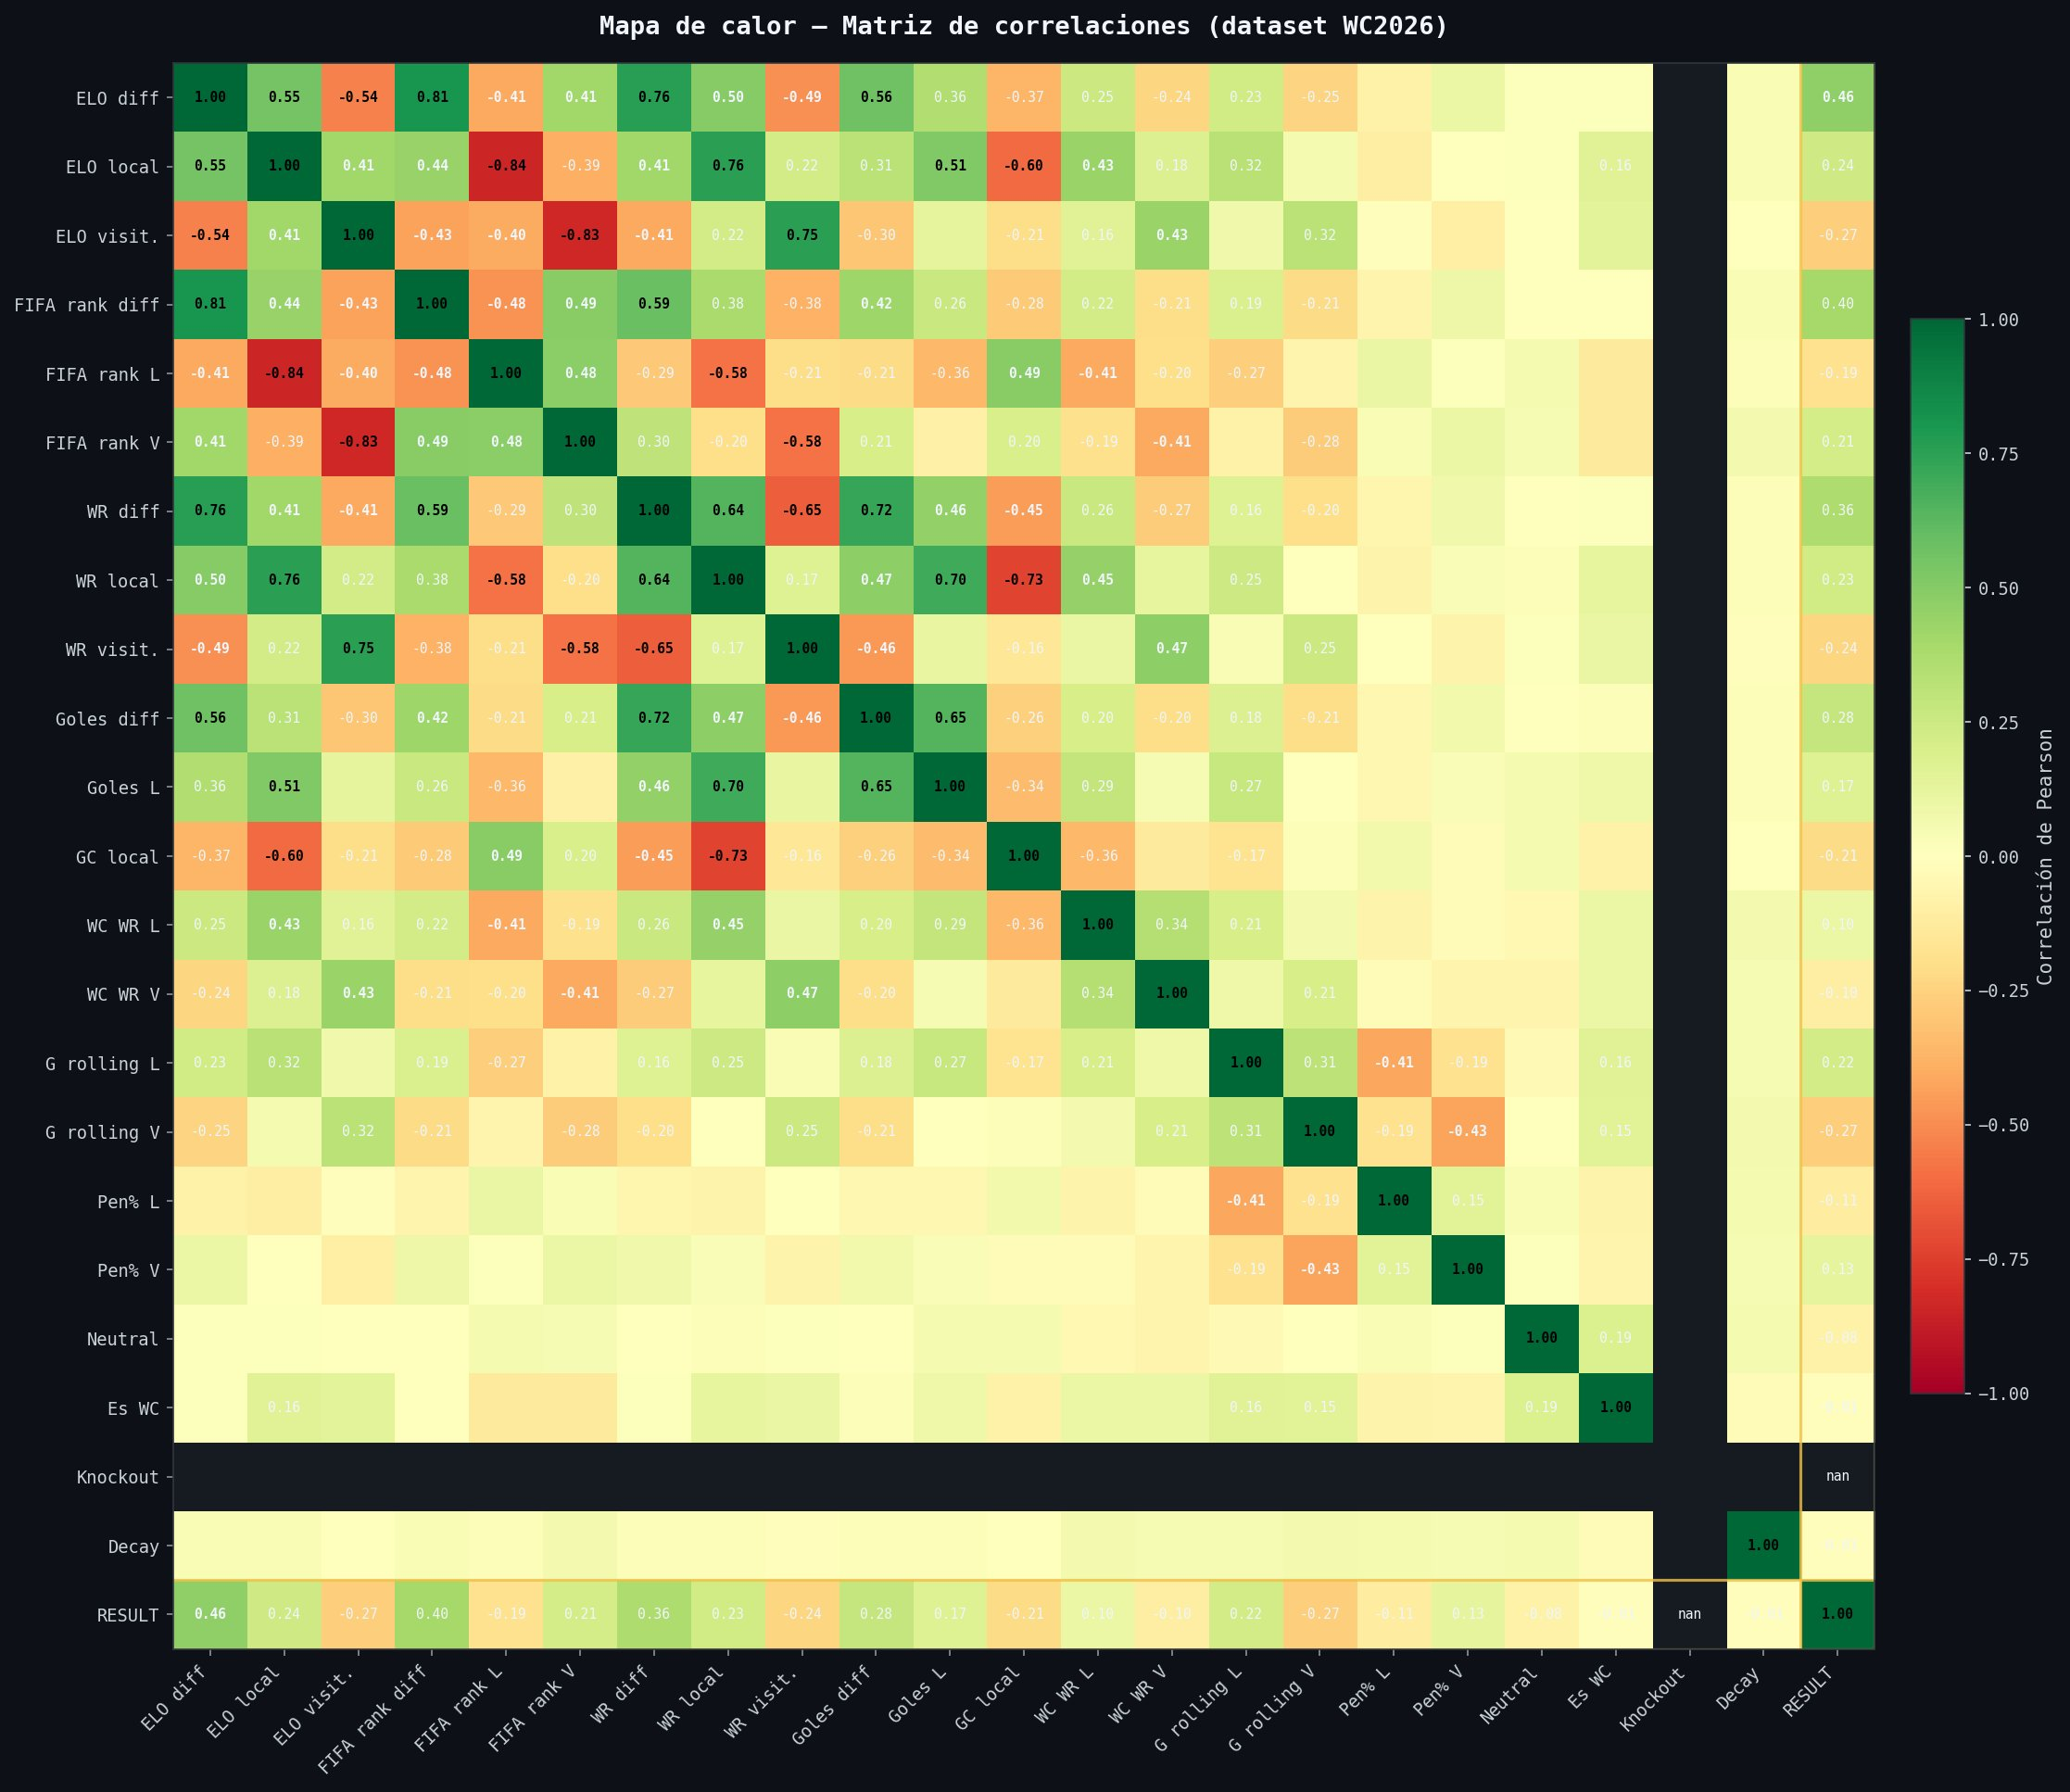 Mapa de calor — Matriz de correlaciones (dataset WC2026)
ELO diff 1.00 0.55 -0.54 0.81 -0.41 0.41 0.76 0.50 -0.49 0.56 0.36 -0.37 0.25 -0.24 0.23 -0.25 0.46
ELO local 0.55 1.00 0.41 0.44 -0.84 -0.39 0.41 0.76 0.22 0.31 0.51 -0.60 0.43 0.18 0.32 0.16 0.24
ELO visit. -0.54 0.41 1.00 -0.43 -0.40 -0.83 -0.41 0.22 0.75 -0.30 -0.21 0.16 0.43 0.32 -0.27
FIFA rank diff 0.81 0.44 -0.43 1.00 -0.48 0.49 0.59 0.38 -0.38 0.42 0.26 -0.28 0.22 -0.21 0.19 -0.21 0.40
FIFA rank L -0.41 -0.84 -0.40 -0.48 1.00 0.48 -0.29 -0.58 -0.21 -0.21 -0.36 0.49 -0.41 -0.20 -0.27 -0.19
FIFA rank V 0.41 -0.39 -0.83 0.49 0.48 1.00 0.30 -0.20 -0.58 0.21 0.20 -0.19 -0.41 -0.28 0.21
WR diff 0.76 0.41 -0.41 0.59 -0.29 0.30 1.00 0.64 -0.65 0.72 0.46 -0.45 0.26 -0.27 0.16 -0.20 0.36
WR local 0.50 0.76 0.22 0.38 -0.58 -0.20 0.64 1.00 0.17 0.47 0.70 -0.73 0.45 0.25 0.23
WR visit. -0.49 0.22 0.75 -0.38 -0.21 -0.58 -0.65 0.17 1.00 -0.46 -0.16 0.47 0.25 -0.24
Goles diff 0.56 0.31 -0.30 0.42 -0.21 0.21 0.72 0.47 -0.46 1.00 0.65 -0.26 0.20 -0.20 0.18 -0.21 0.28
Goles L 0.36 0.51 0.26 -0.36 0.46 0.70 0.65 1.00 -0.34 0.29 0.27 0.17
GC local -0.37 -0.60 -0.21 -0.28 0.49 0.20 -0.45 -0.73 -0.16 -0.26 -0.34 1.00 -0.36 -0.17 -0.21
WC WR L 0.25 0.43 0.16 0.22 -0.41 -0.19 0.26 0.45 0.20 0.29 -0.36 1.00 0.34 0.21 0.10
WC WR V -0.24 0.18 0.43 -0.21 -0.20 -0.41 -0.27 0.47 -0.20 0.34 1.00 0.21 -0.10
G rolling L 0.23 0.32 0.19 -0.27 0.16 0.25 0.18 0.27 -0.17 0.21 1.00 0.31 -0.41 -0.19 0.16 0.22
G rolling V -0.25 0.32 -0.21 -0.28 -0.20 0.25 -0.21 0.21 0.31 1.00 -0.19 -0.43 0.15 -0.27
Pen% L -0.41 -0.19 1.00 0.15 -0.11
Pen% V -0.19 -0.43 0.15 1.00 0.13
Neutral 1.00 0.19 -0.08
Es WC 0.16 0.16 0.15 0.19 1.00
Knockout nan
Decay 1.00
RESULT 0.46 0.24 -0.27 0.40 -0.19 0.21 0.36 0.23 -0.24 0.28 0.17 -0.21 0.10 -0.10 0.22 -0.27 -0.11 0.13 -0.08 nan 1.00
ELO diff
ELO local
ELO visit.
FIFA rank diff
FIFA rank L
FIFA rank V
WR diff
WR local
WR visit.
Goles diff
Goles L
GC local
WC WR L
WC WR V
G rolling L
G rolling V
Pen% L
Pen% V
Neutral
Es WC
Knockout
Decay
RESULT
1.00
0.75
0.50
0.25
0.00
−0.25
−0.50
−0.75
−1.00
Correlación de Pearson